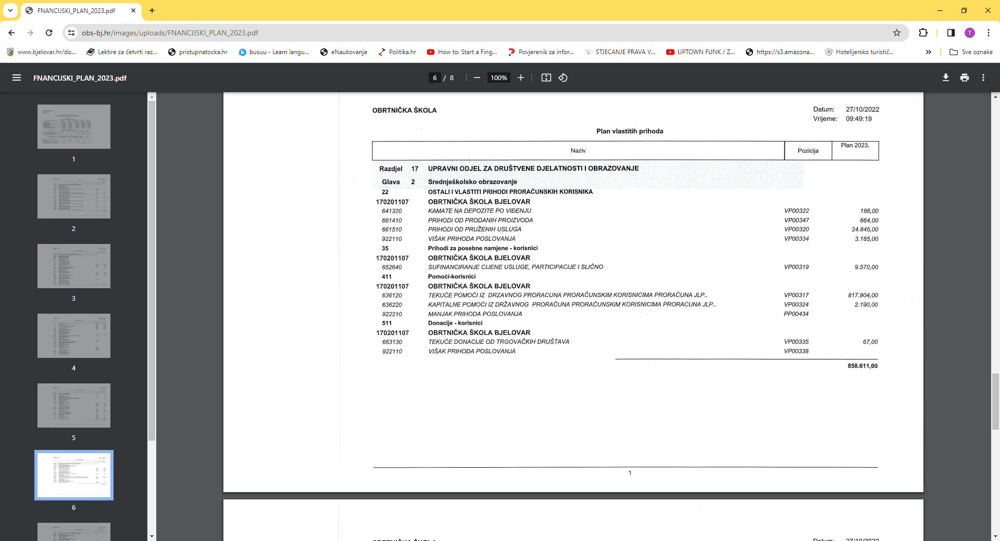 FNANCIJSKI_PLAN_2023.pdf
obs-bj.hr/images/uploads/FNANCIJSKI_PLAN_2023.pdf
T
www.bjelovar.hr/do...
Lektire za četvrti raz...
pristupnatocka.hr
busuu - Learn langu...
eNaukovanje
Politika.hr
How to: Start a Fing...
Povjerenik za infor...
STJECANJE PRAVA V...
UPTOWN FUNK / Z...
https://s3.amazona...
Hotelijersko turistič...
Sve oznake
FNANCIJSKI_PLAN_2023.pdf
6 / 8
100%
1
2
3
4
5
6
OBRTNIČKA ŠKOLA
Datum: 27/10/2022
Vrijeme: 09:49:19
Plan vlastitih prihoda
Naziv Pozicija Plan 2023.
Razdjel 17 UPRAVNI ODJEL ZA DRUŠTVENE DJELATNOSTI I OBRAZOVANJE
Glava 2 Srednješkolsko obrazovanje
22 OSTALI I VLASTITI PRIHODI PRORAČUNSKIH KORISNIKA
170201107 OBRTNIČKA ŠKOLA BJELOVAR
641320 KAMATE NA DEPOZITE PO VIĐENJU VP00322 186,00
661410 PRIHODI OD PRODANIH PROIZVODA VP00347 664,00
661510 PRIHODI OD PRUŽENIH USLUGA VP00320 24.845,00
922110 VIŠAK PRIHODA POSLOVANJA VP00334 3.185,00
35 Prihodi za posebne namjene - korisnici
170201107 OBRTNIČKA ŠKOLA BJELOVAR
652640 SUFINANCIRANJE CIJENE USLUGE, PARTICIPACIJE I SLIČNO VP00319 9.570,00
411 Pomoći-korisnici
170201107 OBRTNIČKA ŠKOLA BJELOVAR
636120 TEKUĆE POMOĆI IZ DRZAVNOG PRORACUNA PRORAČUNSKIM KORISNICIMA PRORAČUNA JLP.. VP00317 817.904,00
636220 KAPITALNE POMOĆI IZ DRŽAVNOG PRORAČUNA PRORAČUNSKIM KORISNICIMA PRORACUNA JLP.. VP00324 2.190,00
922210 MANJAK PRIHODA POSLOVANJA PP00434
511 Donacije - korisnici
170201107 OBRTNIČKA ŠKOLA BJELOVAR
663130 TEKUĆE DONACIJE OD TRGOVAČKIH DRUŠTAVA VP00335 67,00
922110 VIŠAK PRIHODA POSLOVANJA VP00338
858.611,00
1